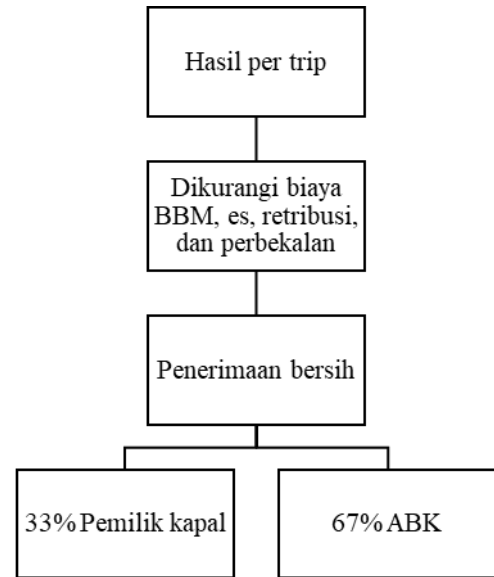 Hasil per trip
Dikurangi biaya
BBM, es, retribusi,
dan perbekalan
Penerimaan bersih
33% Pemilik kapal
67% ABK